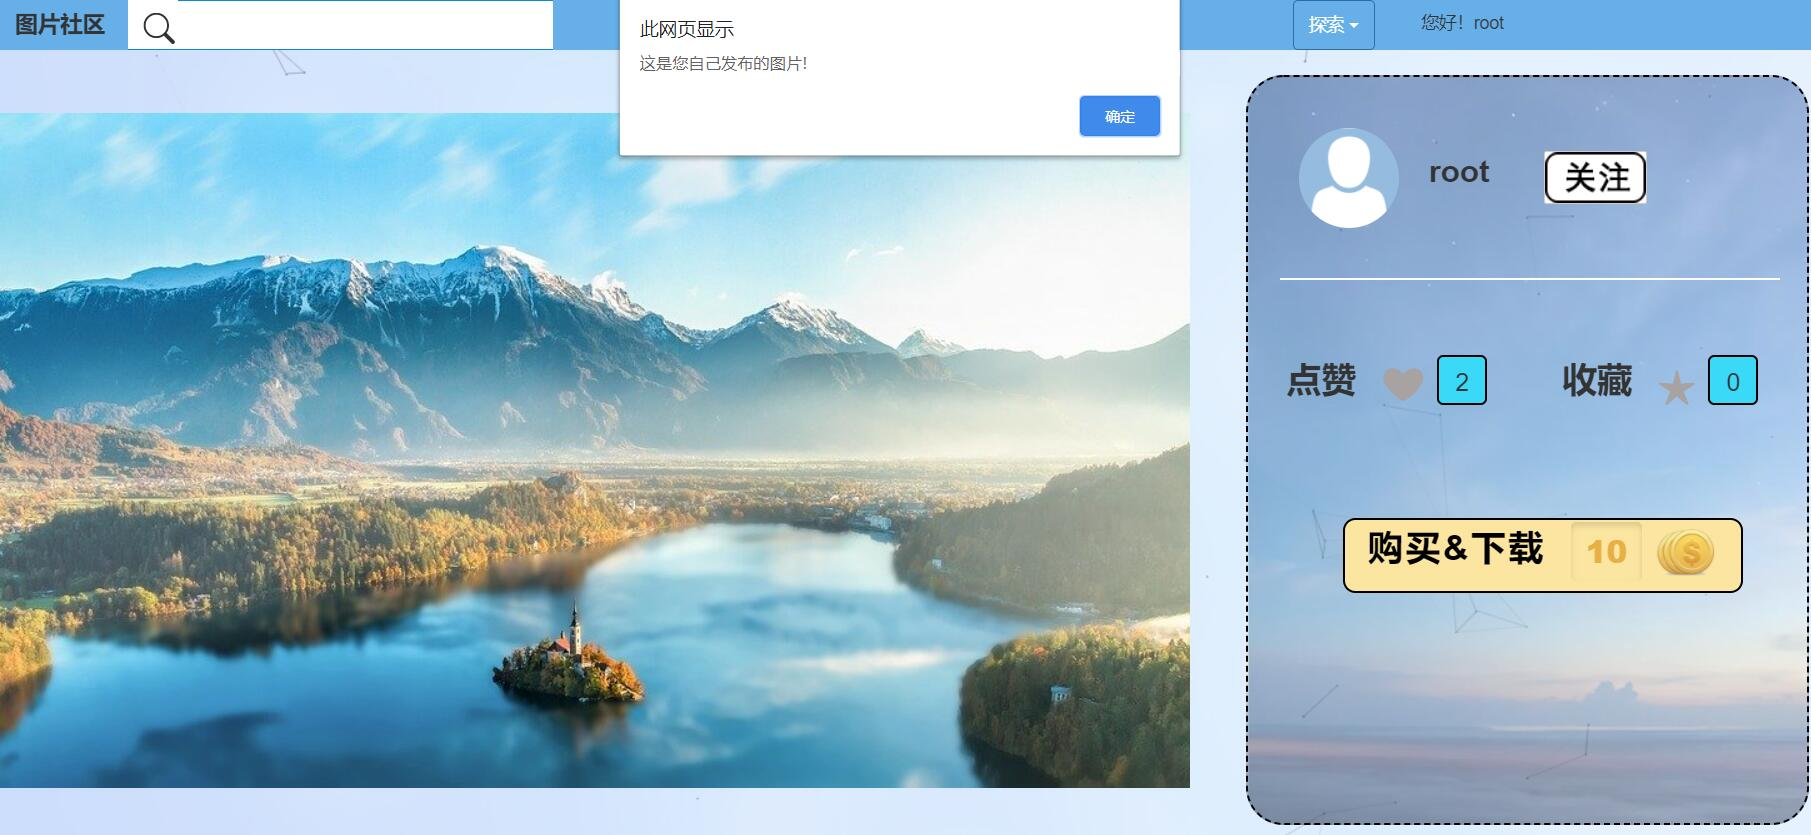 图片社区
探索
您好！root
此网页显示
这是您自己发布的图片!
确定
root
关注
点赞 2 收藏 0
购买&下载 10